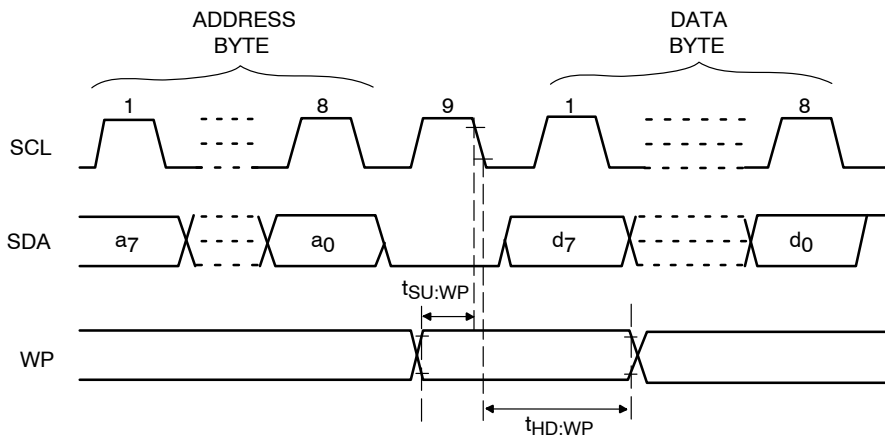 ADDRESS
BYTE
DATA
BYTE
1
8
9
1
8
SCL
SDA
a7
a0
d7
d0
tSU:WP
WP
tHD:WP